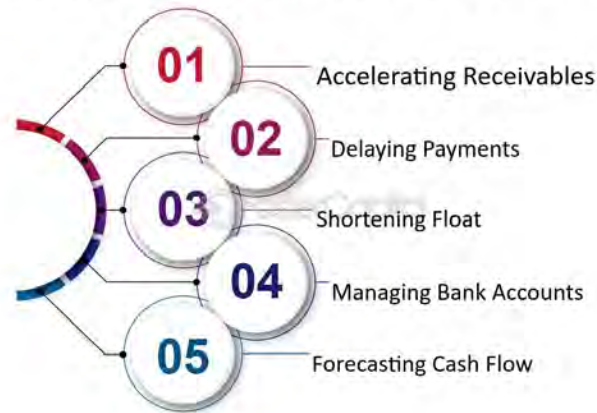 01
Accelerating Receivables
02
Delaying Payments
03
Shortening Float
04
Managing Bank Accounts
05
Forecasting Cash Flow